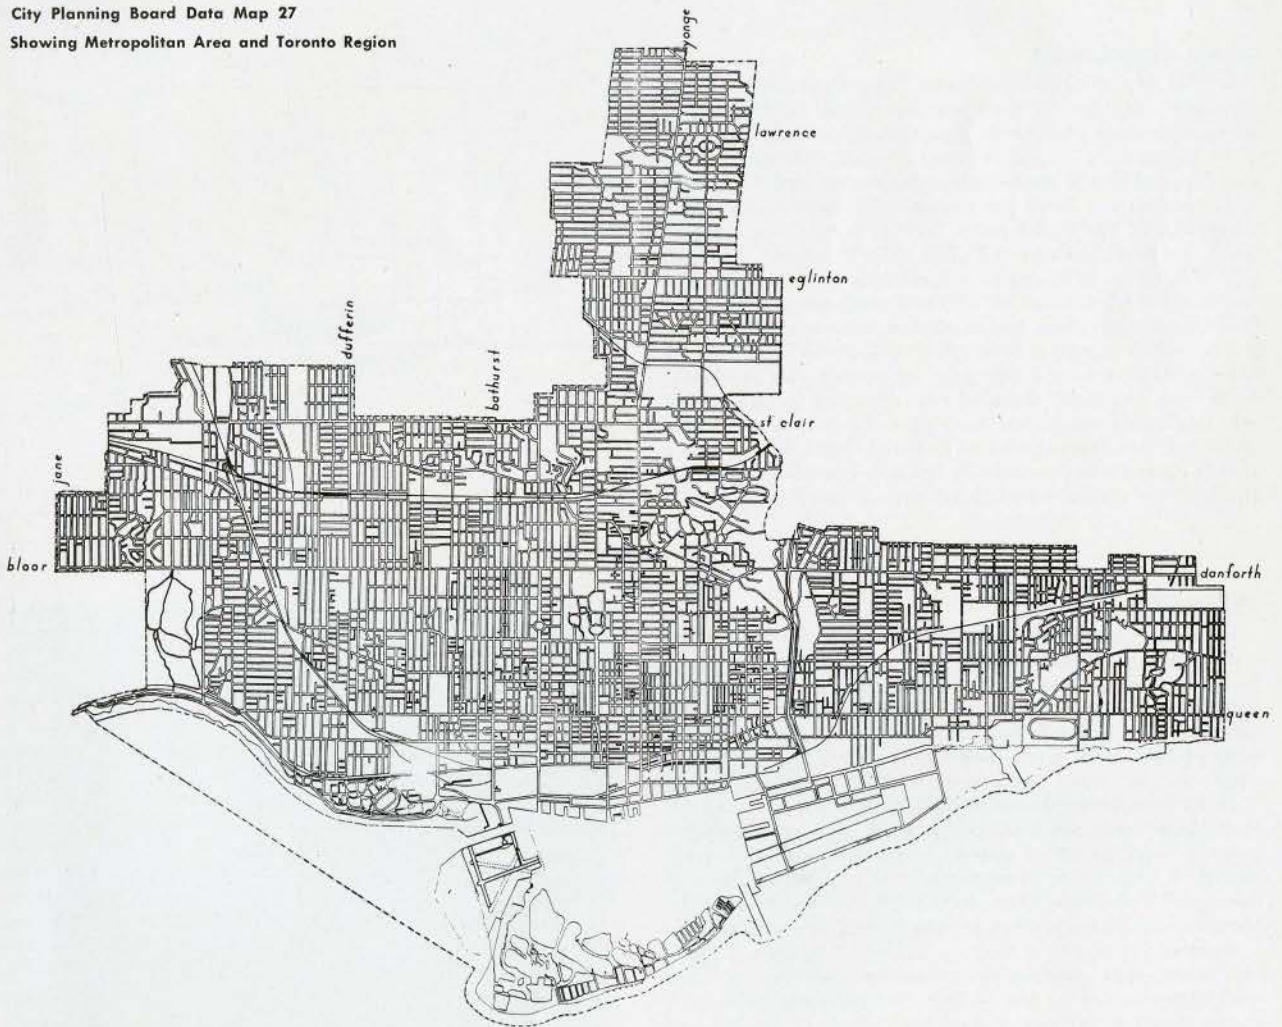 City Planning Board Data Map 27
Showing Metropolitan Area and Toronto Region
yonge
lawrence
eglinton
dufferin
bathurst
st clair
jane
bloor
danforth
queen